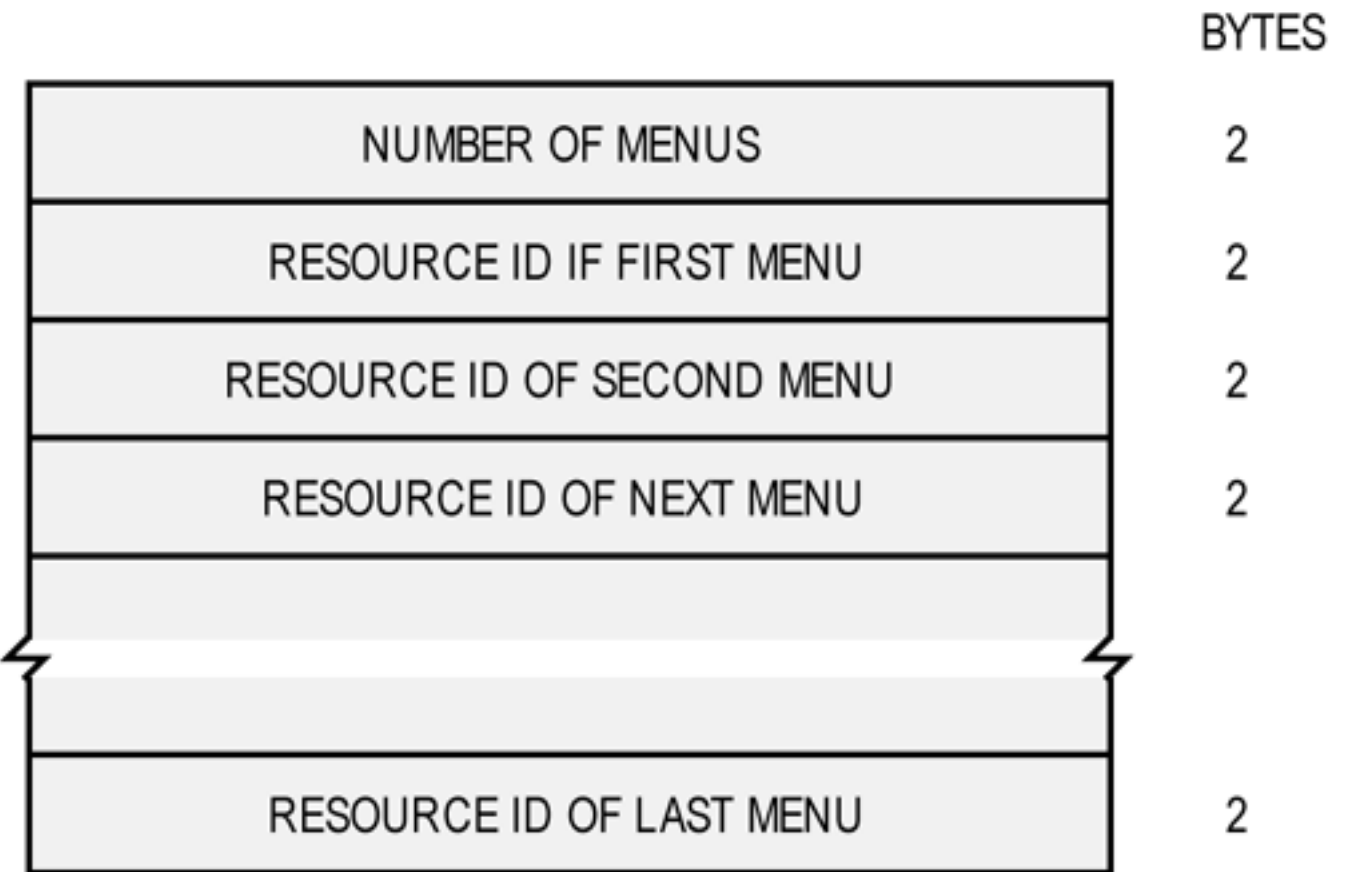 BYTES
NUMBER OF MENUS 2
RESOURCE ID IF FIRST MENU 2
RESOURCE ID OF SECOND MENU 2
RESOURCE ID OF NEXT MENU 2
RESOURCE ID OF LAST MENU 2